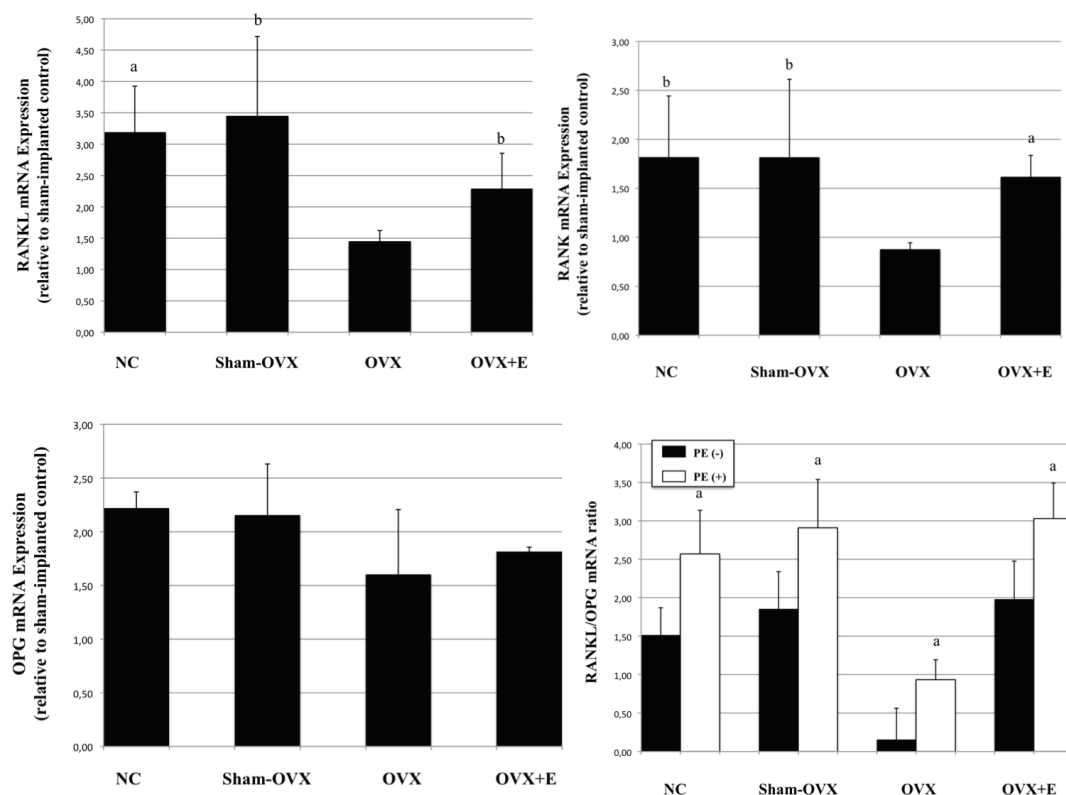 RANKL mRNA Expression
(relative to sham-implanted control)
5,00
4,50
4,00
3,50
3,00
2,50
2,00
1,50
1,00
0,50
0,00
a
b
b
NC Sham-OVX OVX OVX+E
RANK mRNA Expression
(relative to sham-implanted control)
3,00
2,50
2,00
1,50
1,00
0,50
0,00
b
b
a
NC Sham-OVX OVX OVX+E
OPG mRNA Expression
(relative to sham-implanted control)
3,00
2,50
2,00
1,50
1,00
0,50
0,00
NC Sham-OVX OVX OVX+E
RANKL/OPG mRNA ratio
4,00
3,50
3,00
2,50
2,00
1,50
1,00
0,50
0,00
PE (-)
PE (+)
a
a
a
a
NC Sham-OVX OVX OVX+E